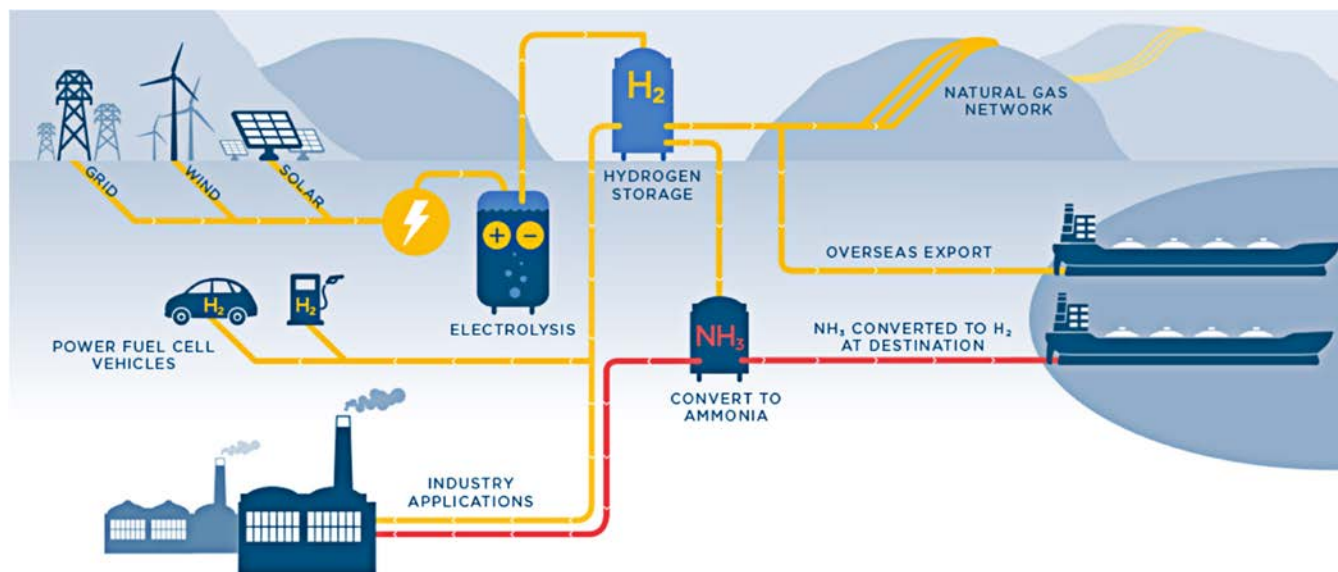 H₂
NATURAL GAS
NETWORK
GRID
WIND
SOLAR
HYDROGEN
STORAGE
+ −
OVERSEAS EXPORT
H₂
H₂
ELECTROLYSIS
POWER FUEL CELL
VEHICLES
NH₃
NH₃ CONVERTED TO H₂
AT DESTINATION
CONVERT TO
AMMONIA
INDUSTRY
APPLICATIONS